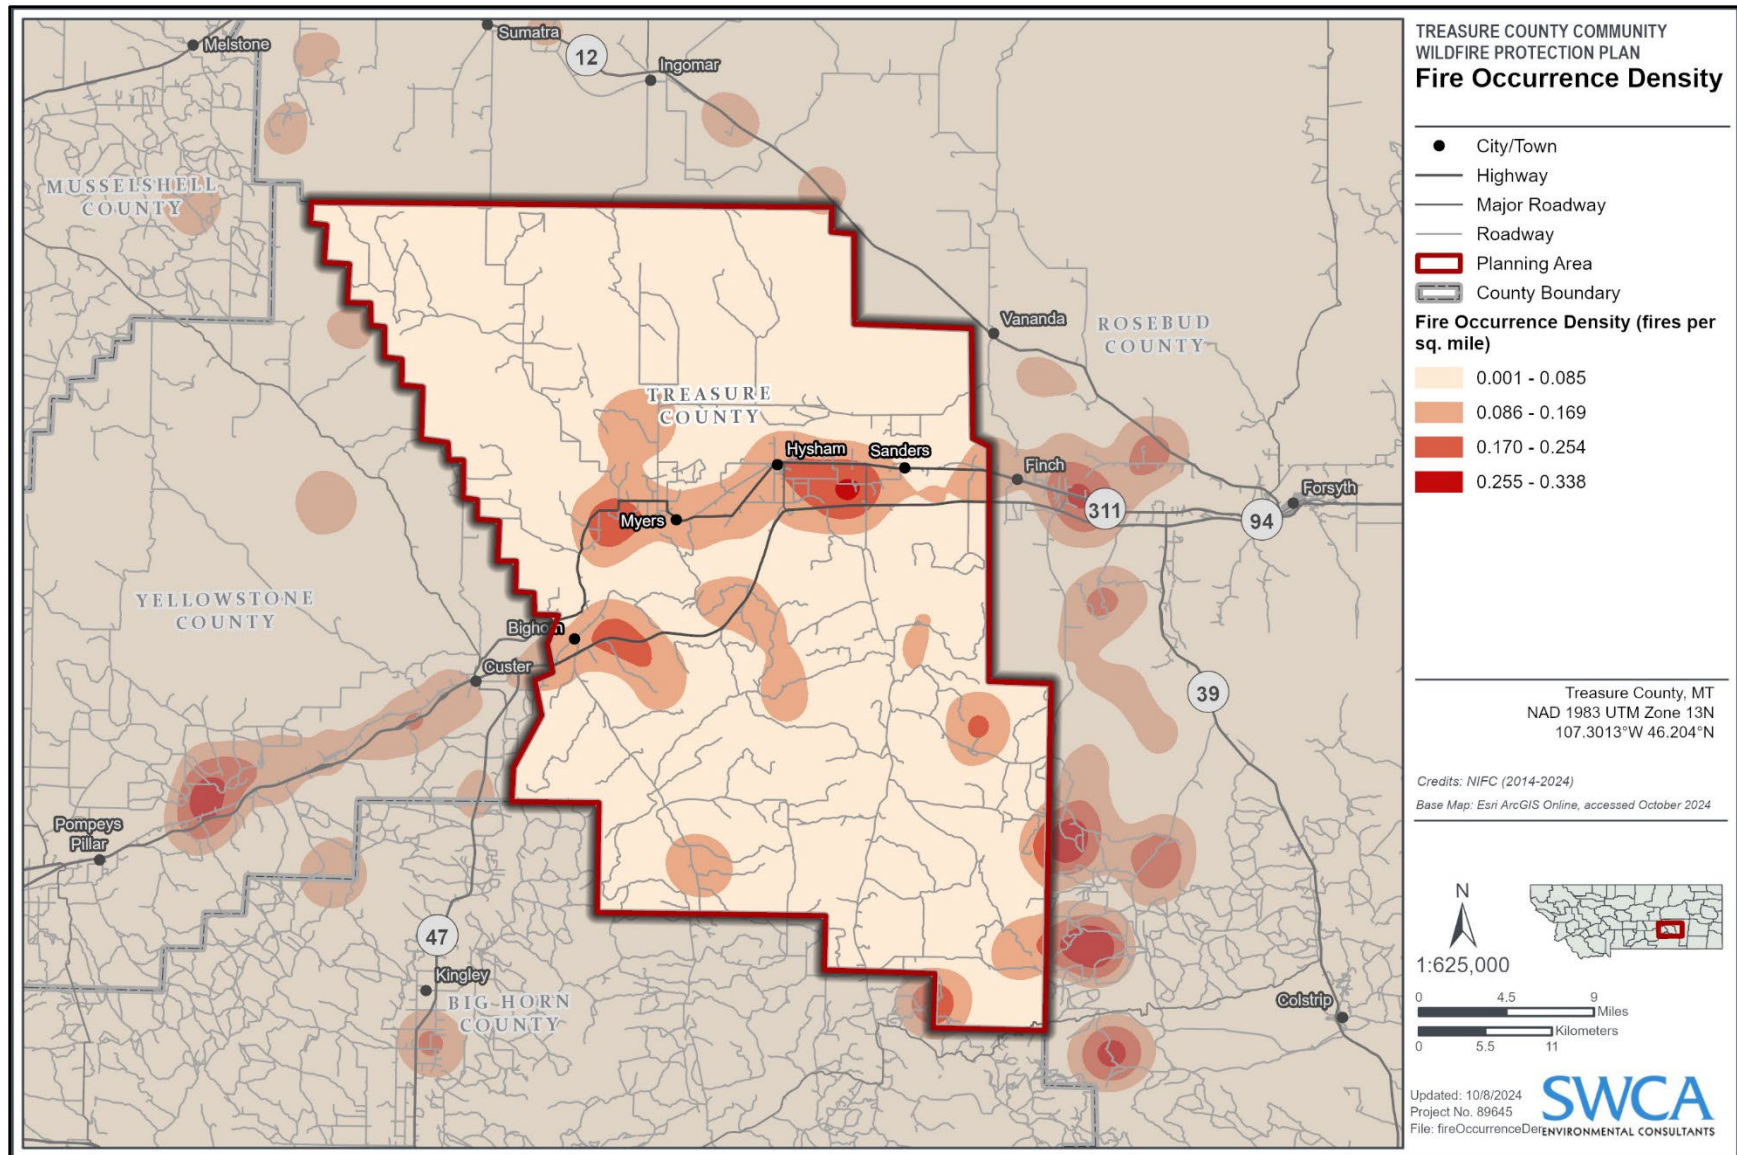 Melstone
Sumatra
12
Ingomar
MUSSELSHELL
COUNTY
Vananda
ROSEBUD
COUNTY
TREASURE
COUNTY
Hysham
Sanders
Finch
Forsyth
311
94
Myers
YELLOWSTONE
COUNTY
Bighorn
Custer
39
Pompeys
Pillar
47
Kingley
BIG HORN
COUNTY
Colstrip
TREASURE COUNTY COMMUNITY
WILDFIRE PROTECTION PLAN
Fire Occurrence Density
City/Town
Highway
Major Roadway
Roadway
Planning Area
County Boundary
Fire Occurrence Density (fires per
sq. mile)
0.001 - 0.085
0.086 - 0.169
0.170 - 0.254
0.255 - 0.338
Treasure County, MT
NAD 1983 UTM Zone 13N
107.3013°W 46.204°N
Credits: NIFC (2014-2024)
Base Map: Esri ArcGIS Online, accessed October 2024
N
1:625,000
0 4.5 9
Miles
Kilometers
0 5.5 11
Updated: 10/8/2024
Project No. 89645
File: fireOccurrenceDen
SWCA
ENVIRONMENTAL CONSULTANTS